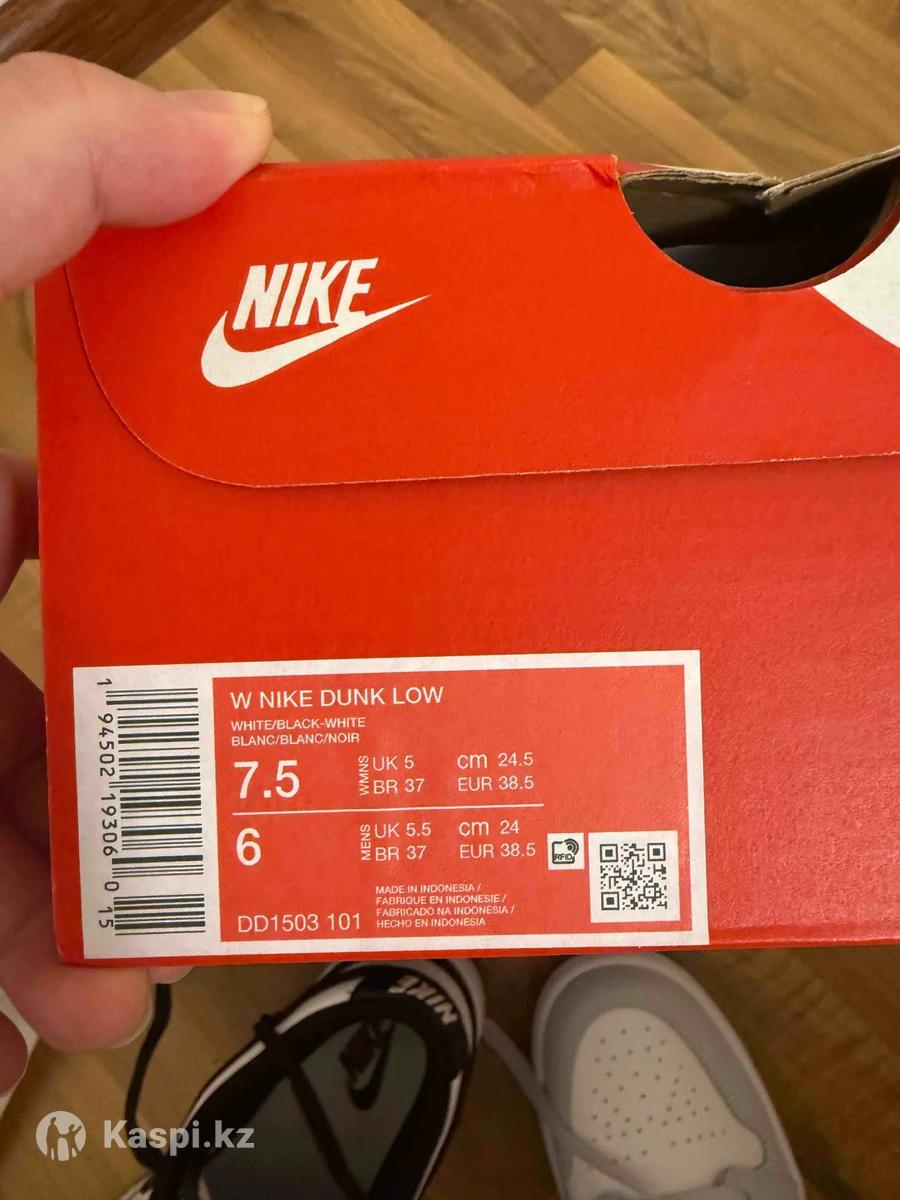 NIKE
W NIKE DUNK LOW
WHITE/BLACK-WHITE
BLANC/BLANC/NOIR
7.5 WMNS UK 5 cm 24.5
BR 37 EUR 38.5
6 MENS UK 5.5 cm 24
BR 37 EUR 38.5
RFID
MADE IN INDONESIA /
FABRIQUE EN INDONESIE /
FABRICADO NA INDONESIA /
HECHO EN INDONESIA
DD1503 101
1 94502 19306 0 15
NIKE
NIKE
Kaspi.kz